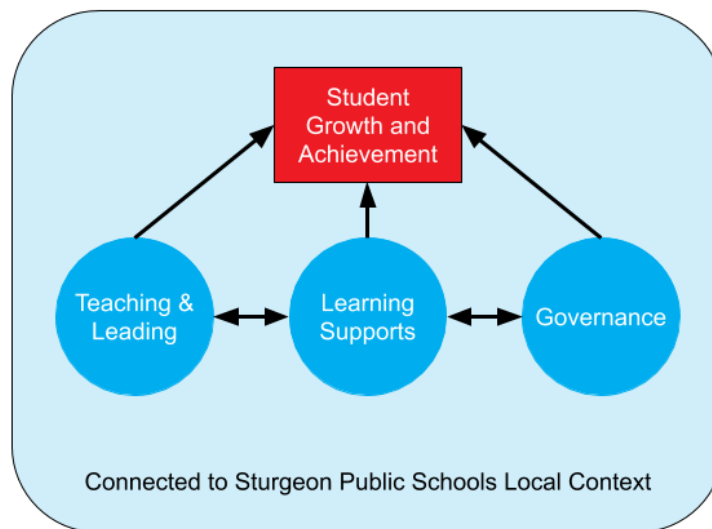 Student
Growth and
Achievement
Teaching &
Leading
Learning
Supports
Governance
Connected to Sturgeon Public Schools Local Context